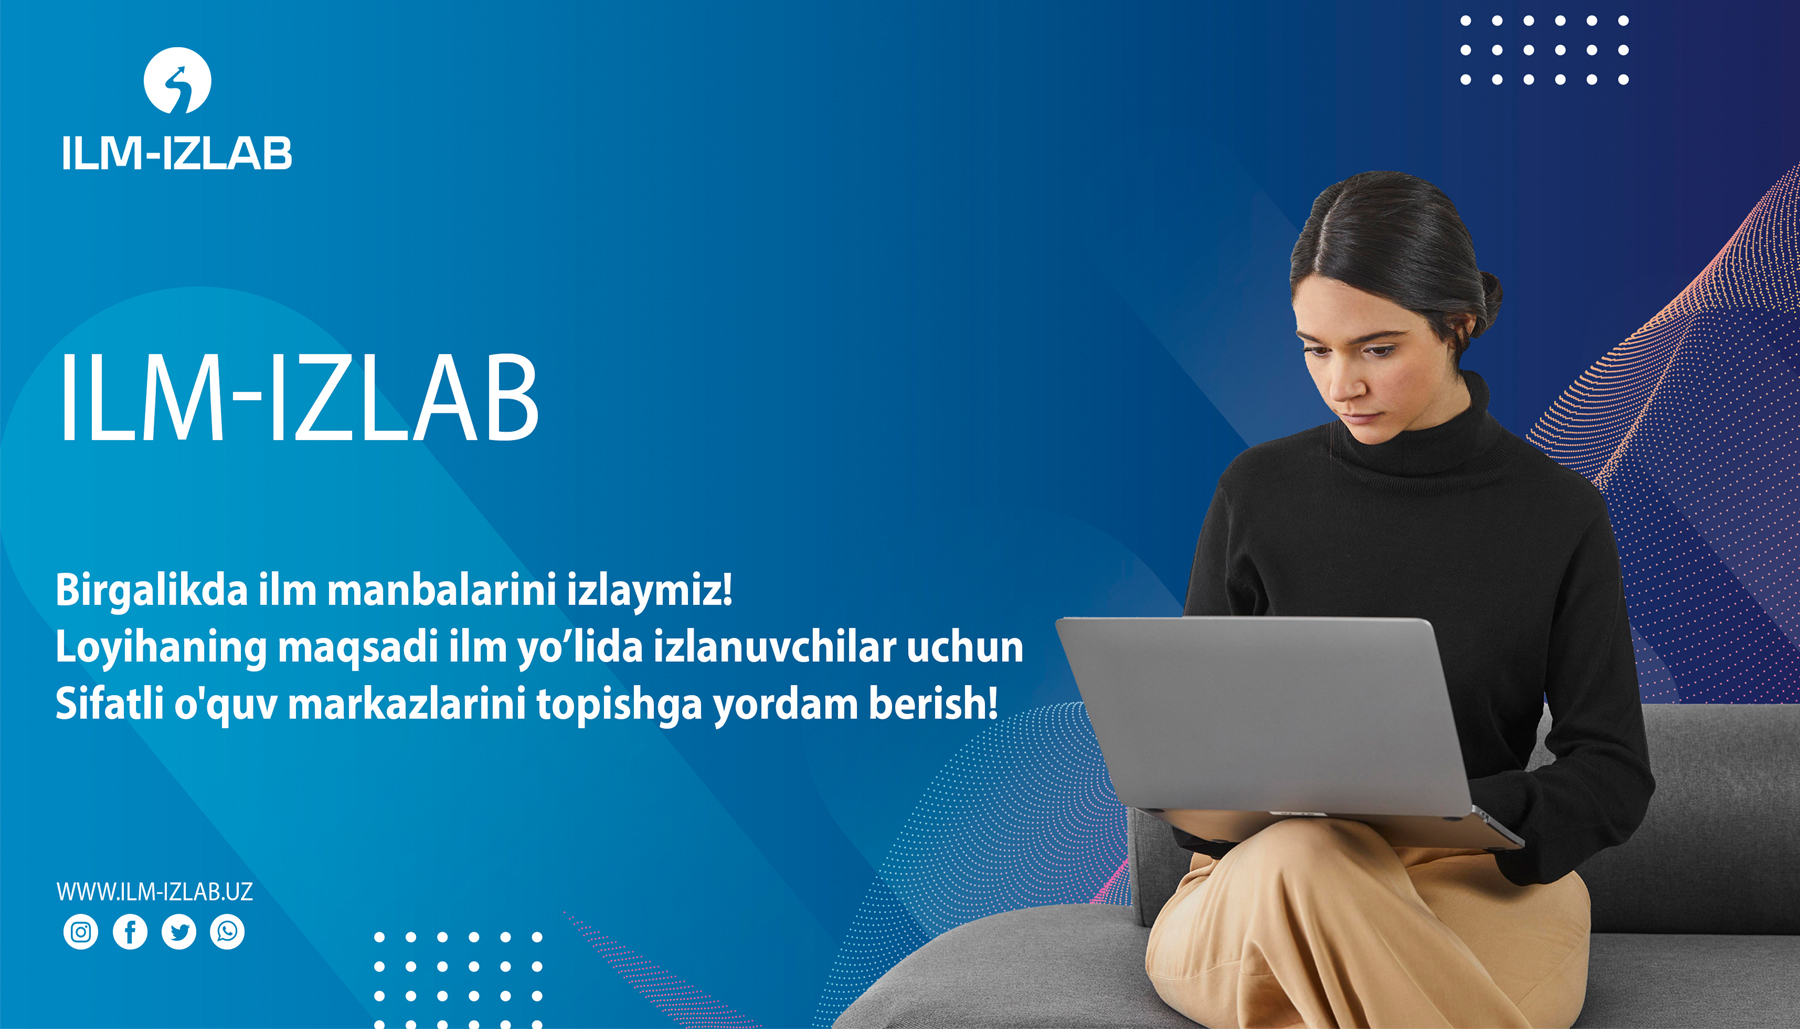 ILM-IZLAB
ILM-IZLAB
Birgalikda ilm manbalarini izlaymiz!
Loyihaning maqsadi ilm yo’lida izlanuvchilar uchun
Sifatli o'quv markazlarini topishga yordam berish!
WWW.ILM-IZLAB.UZ